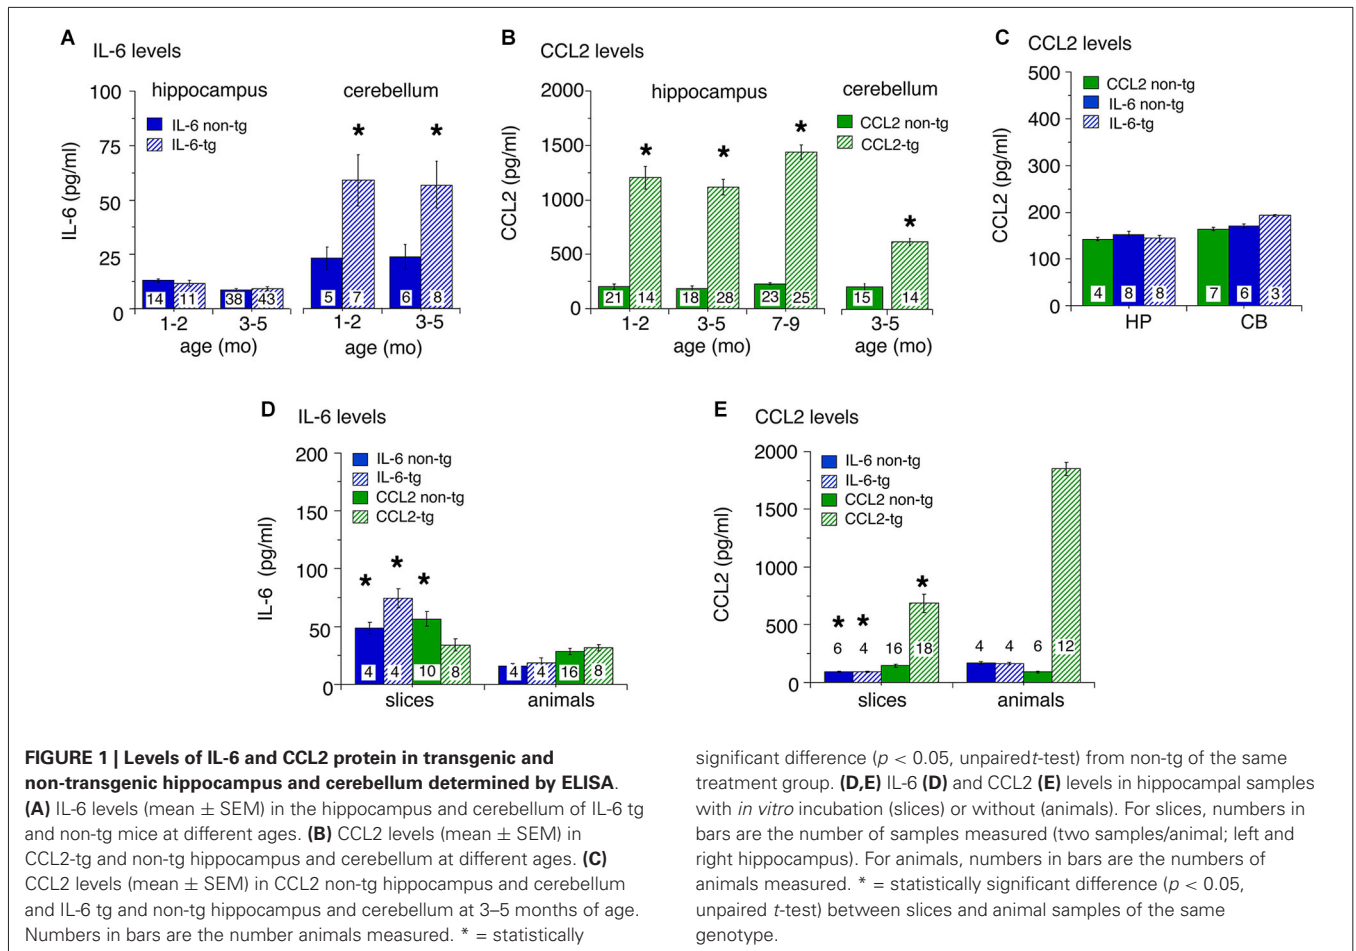 A IL-6 levels
hippocampus
cerebellum
IL-6 non-tg
IL-6-tg
IL-6 (pg/ml)
100
75
50
25
0
*
*
14 11 38 43
5 7 6 8
1-2 3-5
1-2 3-5
age (mo)
age (mo)
B CCL2 levels
hippocampus
cerebellum
CCL2 non-tg
CCL2-tg
CCL2 (pg/ml)
2000
1500
1000
500
0
*
*
*
*
21 14 18 28 23 25
15 14
1-2 3-5 7-9
3-5
age (mo)
age (mo)
C CCL2 levels
CCL2 non-tg
IL-6 non-tg
IL-6-tg
CCL2 (pg/ml)
500
400
300
200
100
0
4 8 8 7 6 3
HP CB
D IL-6 levels
IL-6 non-tg
IL-6-tg
CCL2 non-tg
CCL2-tg
IL-6 (pg/ml)
200
150
100
50
0
* * *
4 4 10 8 4 4 16 8
slices animals
E CCL2 levels
IL-6 non-tg
IL-6-tg
CCL2 non-tg
CCL2-tg
CCL2 (pg/ml)
2000
1500
1000
500
0
* * *
6 4 16 18 4 4 6 12
slices animals
FIGURE 1 | Levels of IL-6 and CCL2 protein in transgenic and
non-transgenic hippocampus and cerebellum determined by ELISA.
(A) IL-6 levels (mean ± SEM) in the hippocampus and cerebellum of IL-6 tg
and non-tg mice at different ages. (B) CCL2 levels (mean ± SEM) in
CCL2-tg and non-tg hippocampus and cerebellum at different ages. (C)
CCL2 levels (mean ± SEM) in CCL2 non-tg hippocampus and cerebellum
and IL-6 tg and non-tg hippocampus and cerebellum at 3–5 months of age.
Numbers in bars are the number animals measured. * = statistically
significant difference (p < 0.05, unpairedt-test) from non-tg of the same
treatment group. (D,E) IL-6 (D) and CCL2 (E) levels in hippocampal samples
with in vitro incubation (slices) or without (animals). For slices, numbers in
bars are the number of samples measured (two samples/animal; left and
right hippocampus). For animals, numbers in bars are the numbers of
animals measured. * = statistically significant difference (p < 0.05,
unpaired t-test) between slices and animal samples of the same
genotype.